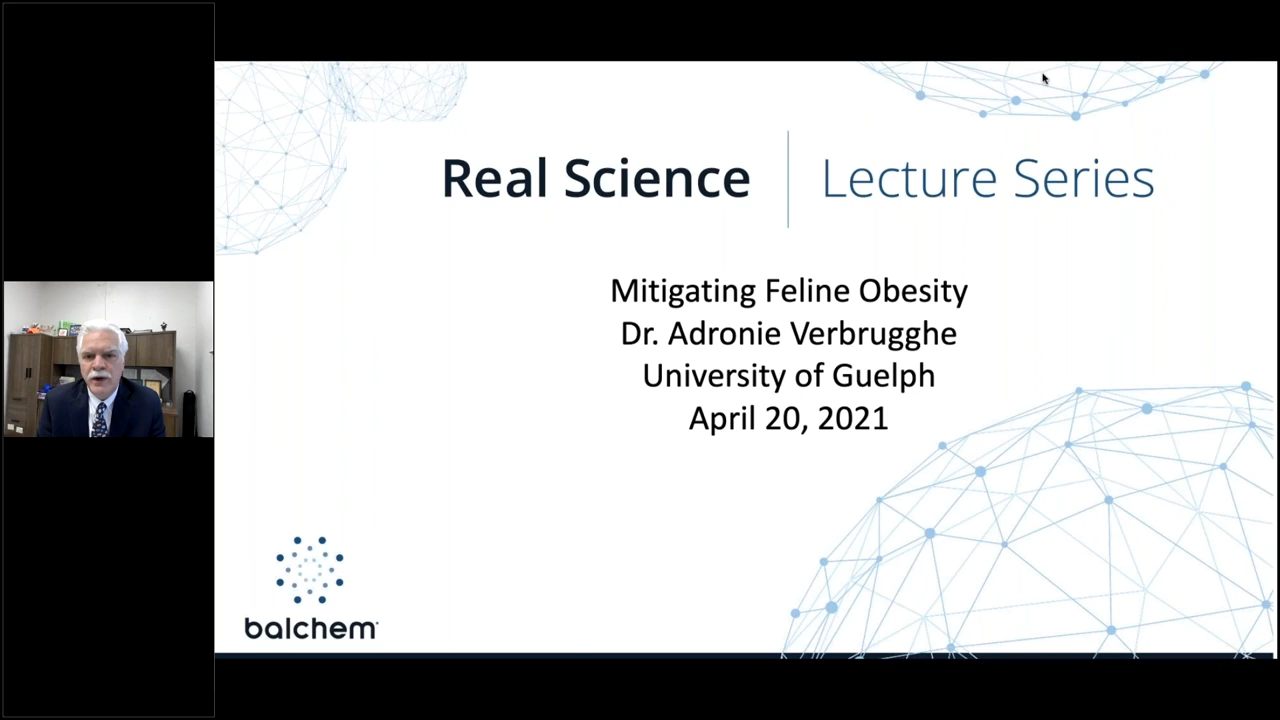 Real Science | Lecture Series
Mitigating Feline Obesity
Dr. Adronie Verbrugghe
University of Guelph
April 20, 2021
balchem